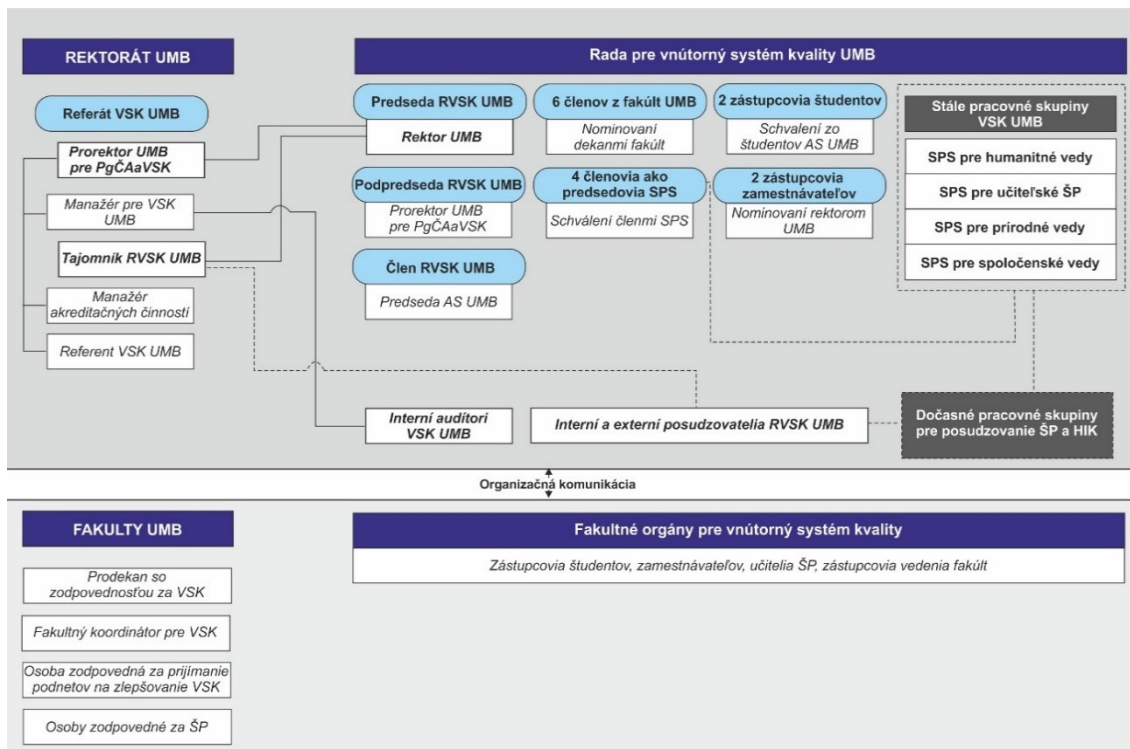 REKTORÁT UMB
Referát VSK UMB
Prorektor UMB
pre PgČAaVSK
Manažér pre VSK
UMB
Tajomník RVSK UMB
Manažér
akreditačných činností
Referent VSK UMB
Rada pre vnútorný systém kvality UMB
Predseda RVSK UMB
Rektor UMB
Podpredseda RVSK UMB
Prorektor UMB
pre PgČAaVSK
Člen RVSK UMB
Predseda AS UMB
6 členov z fakúlt UMB
Nominovaní
dekanmi fakúlt
4 členovia ako
predsedovia SPS
Schválení členmi SPS
2 zástupcovia študentov
Schvalení zo
študentov AS UMB
2 zástupcovia
zamestnávateľov
Nominovaní rektorom
UMB
Stále pracovné skupiny
VSK UMB
SPS pre humanitné vedy
SPS pre učiteľské ŠP
SPS pre prírodné vedy
SPS pre spoločenské vedy
Interní audítori
VSK UMB
Interní a externí posudzovatelia RVSK UMB
Dočasné pracovné skupiny
pre posudzovanie ŠP a HIK
Organizačná komunikácia
FAKULTY UMB
Prodekan so
zodpovednosťou za VSK
Fakultný koordinátor pre VSK
Osoba zodpovedná za prijímanie
podnetov na zlepšovanie VSK
Osoby zodpovedné za ŠP
Fakultné orgány pre vnútorný systém kvality
Zástupcovia študentov, zamestnávateľov, učitelia ŠP, zástupcovia vedenia fakúlt